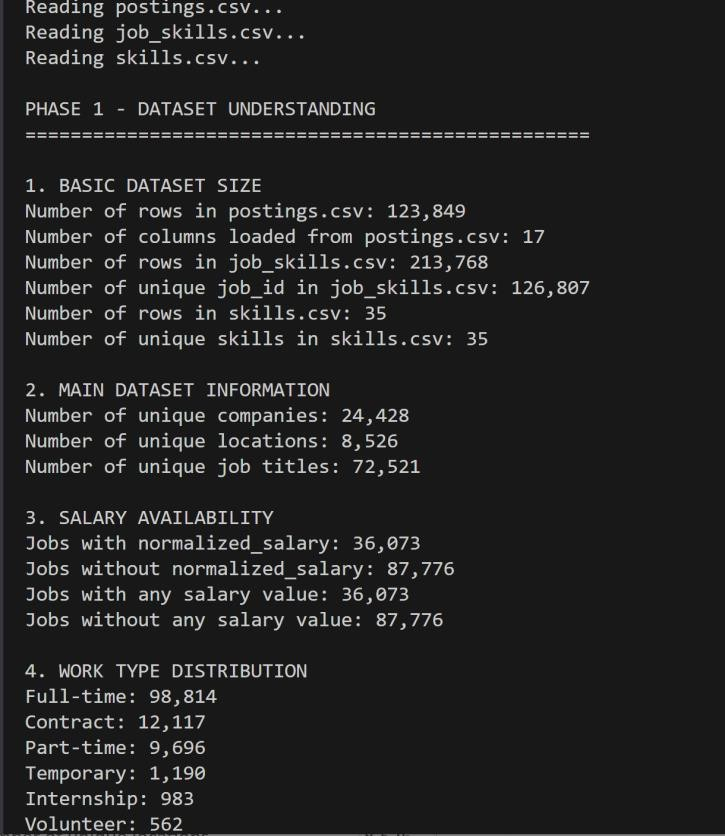 Reading postings.csv...
Reading job_skills.csv...
Reading skills.csv...
PHASE 1 - DATASET UNDERSTANDING
==================================================
1. BASIC DATASET SIZE
Number of rows in postings.csv: 123,849
Number of columns loaded from postings.csv: 17
Number of rows in job_skills.csv: 213,768
Number of unique job_id in job_skills.csv: 126,807
Number of rows in skills.csv: 35
Number of unique skills in skills.csv: 35
2. MAIN DATASET INFORMATION
Number of unique companies: 24,428
Number of unique locations: 8,526
Number of unique job titles: 72,521
3. SALARY AVAILABILITY
Jobs with normalized_salary: 36,073
Jobs without normalized_salary: 87,776
Jobs with any salary value: 36,073
Jobs without any salary value: 87,776
4. WORK TYPE DISTRIBUTION
Full-time: 98,814
Contract: 12,117
Part-time: 9,696
Temporary: 1,190
Internship: 983
Volunteer: 562